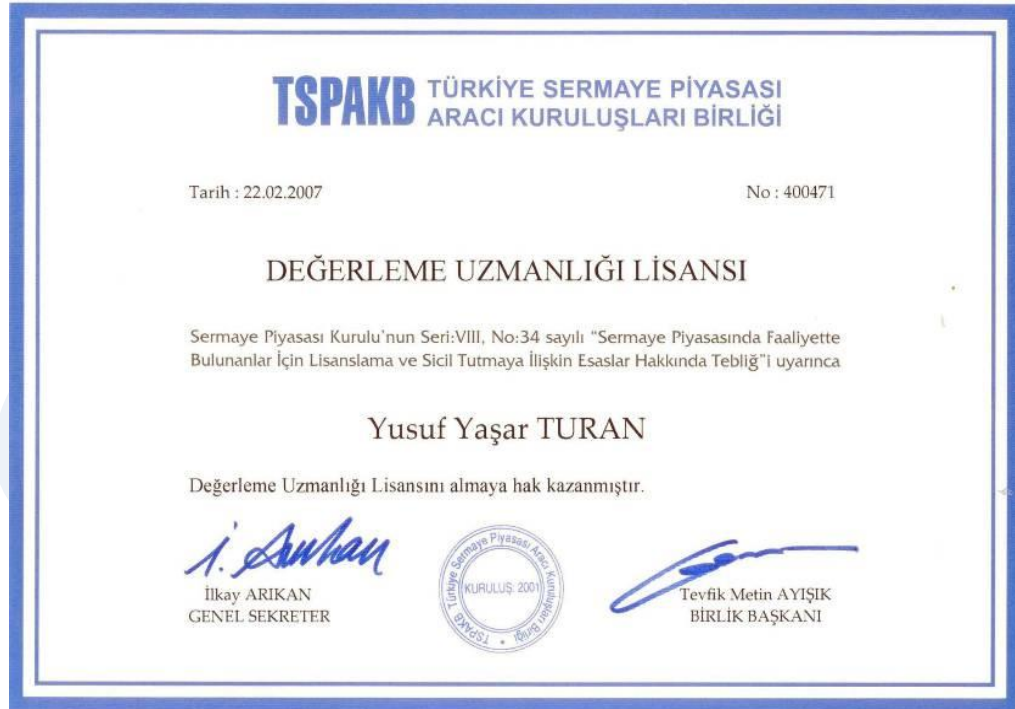 TSPAKB TÜRKİYE SERMAYE PİYASASI
ARACI KURULUŞLARI BİRLİĞİ
Tarih : 22.02.2007 No : 400471
DEĞERLEME UZMANLIĞI LİSANSI
Sermaye Piyasası Kurulu'nun Seri:VIII, No:34 sayılı “Sermaye Piyasasında Faaliyette
Bulunanlar İçin Lisanslama ve Sicil Tutmaya İlişkin Esaslar Hakkında Tebliğ”i uyarınca
Yusuf Yaşar TURAN
Değerleme Uzmanlığı Lisansını almaya hak kazanmıştır.
İlkay ARIKAN
GENEL SEKRETER
TSPAKB Türkiye Sermaye Piyasası Aracı Kuruluşları Birliği
KURULUŞ: 2001
Tevfik Metin AYIŞIK
BİRLİK BAŞKANI